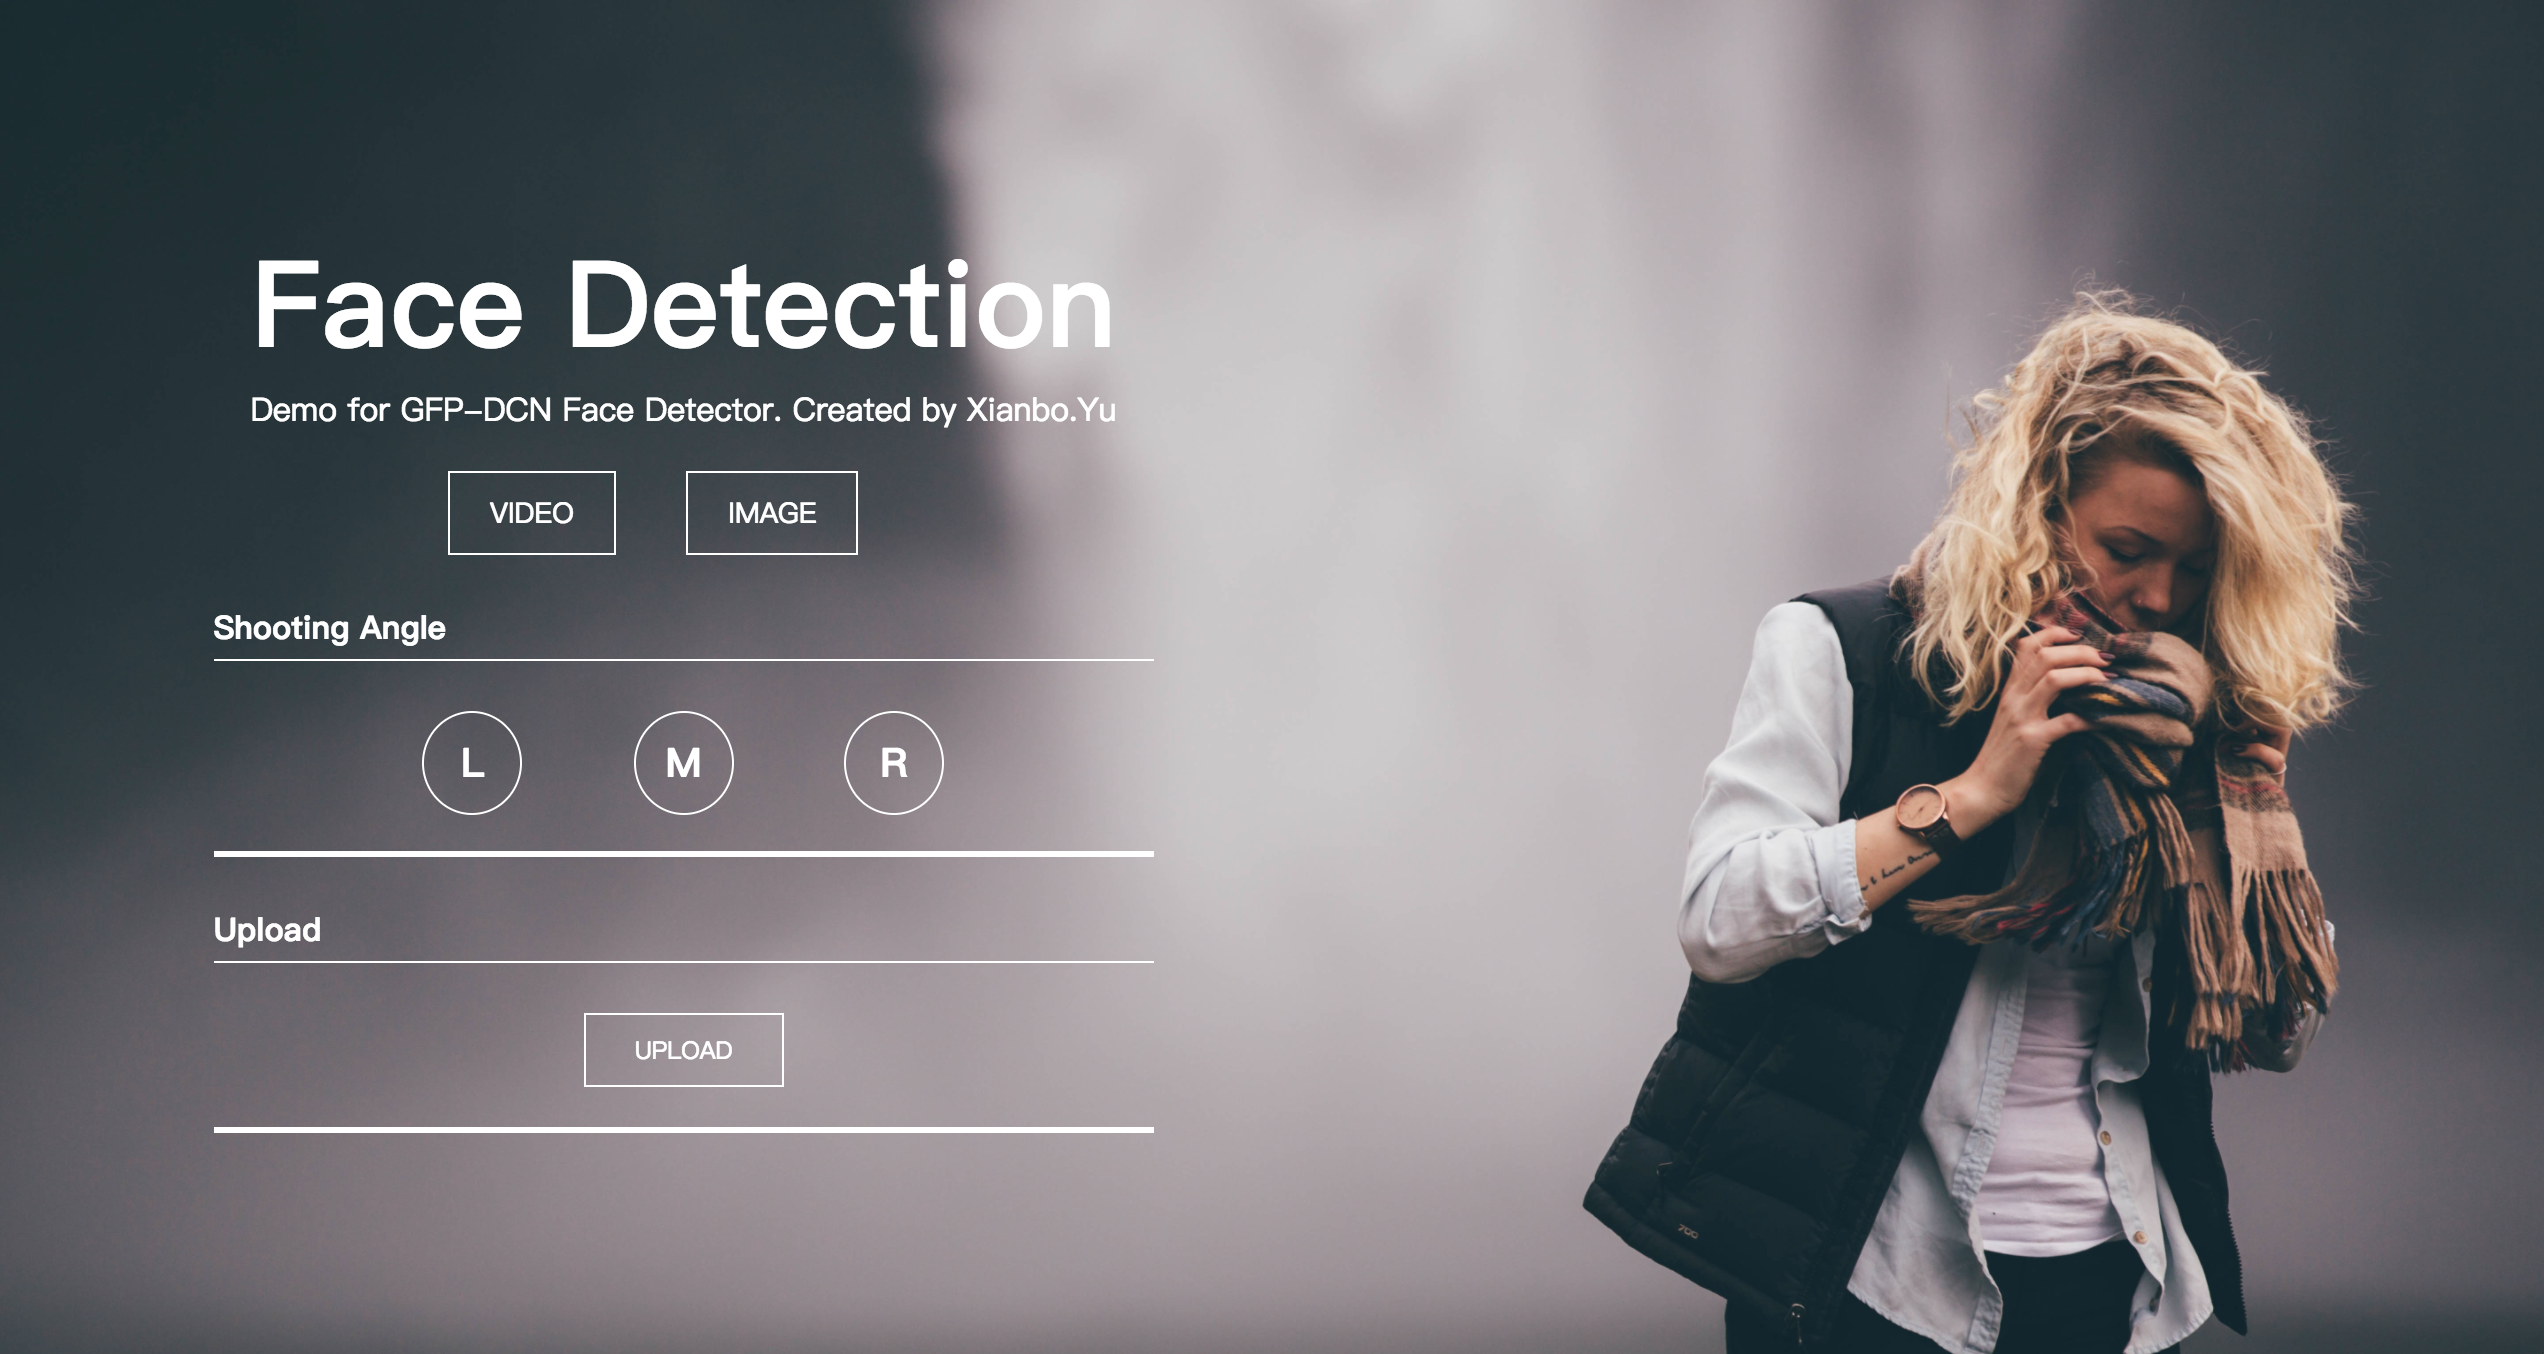 Face Detection
Demo for GFP-DCN Face Detector. Created by Xianbo.Yu
VIDEO
IMAGE
Shooting Angle
L
M
R
Upload
UPLOAD